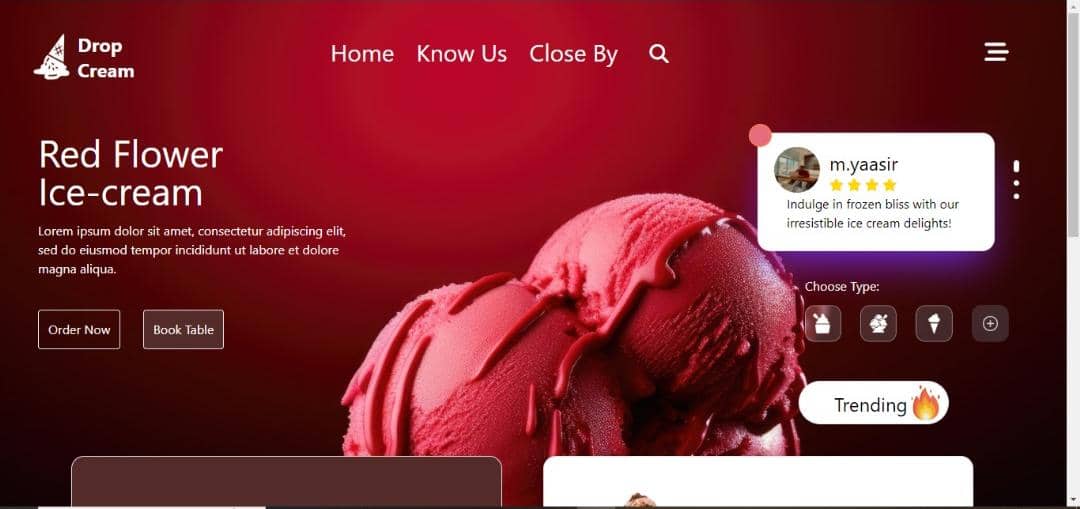 Drop
Cream
Home Know Us Close By
Red Flower
Ice-cream
Lorem ipsum dolor sit amet, consectetur adipiscing elit,
sed do eiusmod tempor incididunt ut labore et dolore
magna aliqua.
Order Now Book Table
m.yaasir
Indulge in frozen bliss with our
irresistible ice cream delights!
Choose Type:
Trending